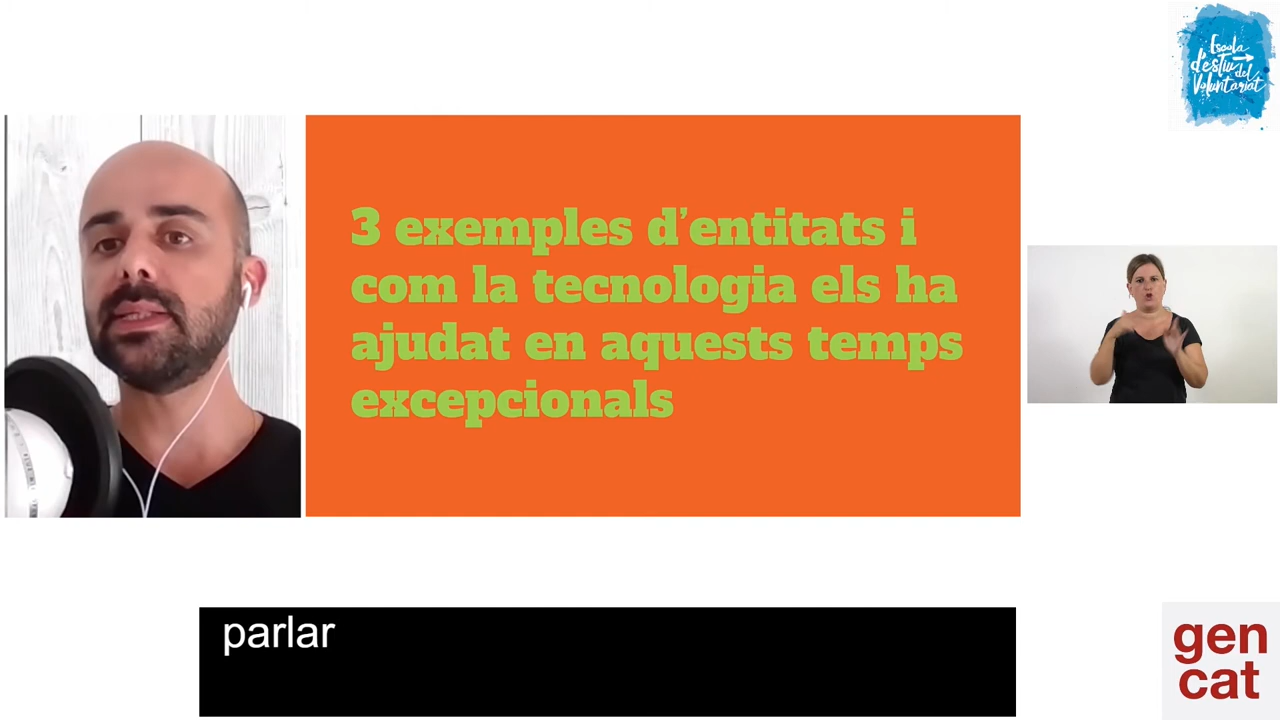 Escola
d'estiu del
Voluntariat
3 exemples d'entitats i
com la tecnologia els ha
ajudat en aquests temps
excepcionals
parlar
gen
cat